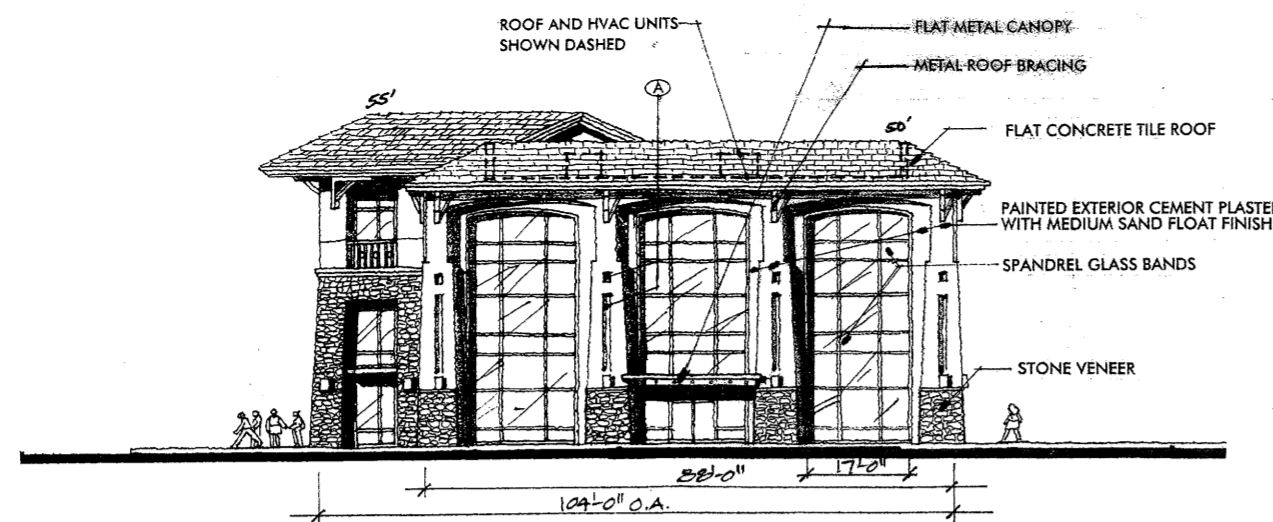 ROOF AND HVAC UNITS
SHOWN DASHED
FLAT METAL CANOPY
METAL ROOF BRACING
A
55'
50'
FLAT CONCRETE TILE ROOF
PAINTED EXTERIOR CEMENT PLASTE
WITH MEDIUM SAND FLOAT FINISH
SPANDREL GLASS BANDS
STONE VENEER
88'-0"
17'-0"
104'-0" O.A.